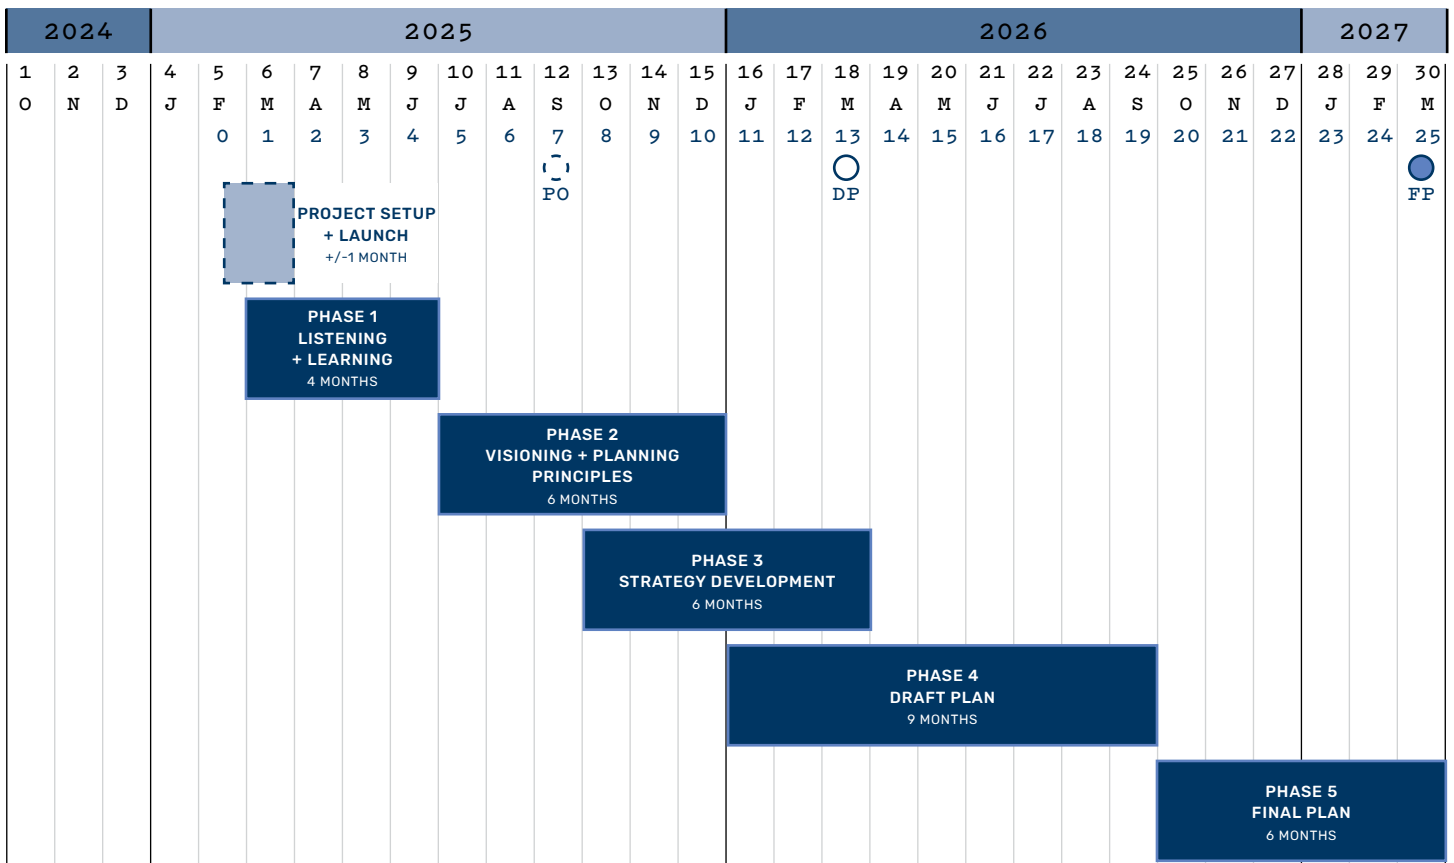 2024 2025 2026 2027
1 2 3 4 5 6 7 8 9 10 11 12 13 14 15 16 17 18 19 20 21 22 23 24 25 26 27 28 29 30
O N D J F M A M J J A S O N D J F M A M J J A S O N D J F M
0 1 2 3 4 5 6 7 8 9 10 11 12 13 14 15 16 17 18 19 20 21 22 23 24 25
PO DP FP
PROJECT SETUP
+ LAUNCH
+/-1 MONTH
PHASE 1
LISTENING
+ LEARNING
4 MONTHS
PHASE 2
VISIONING + PLANNING
PRINCIPLES
6 MONTHS
PHASE 3
STRATEGY DEVELOPMENT
6 MONTHS
PHASE 4
DRAFT PLAN
9 MONTHS
PHASE 5
FINAL PLAN
6 MONTHS